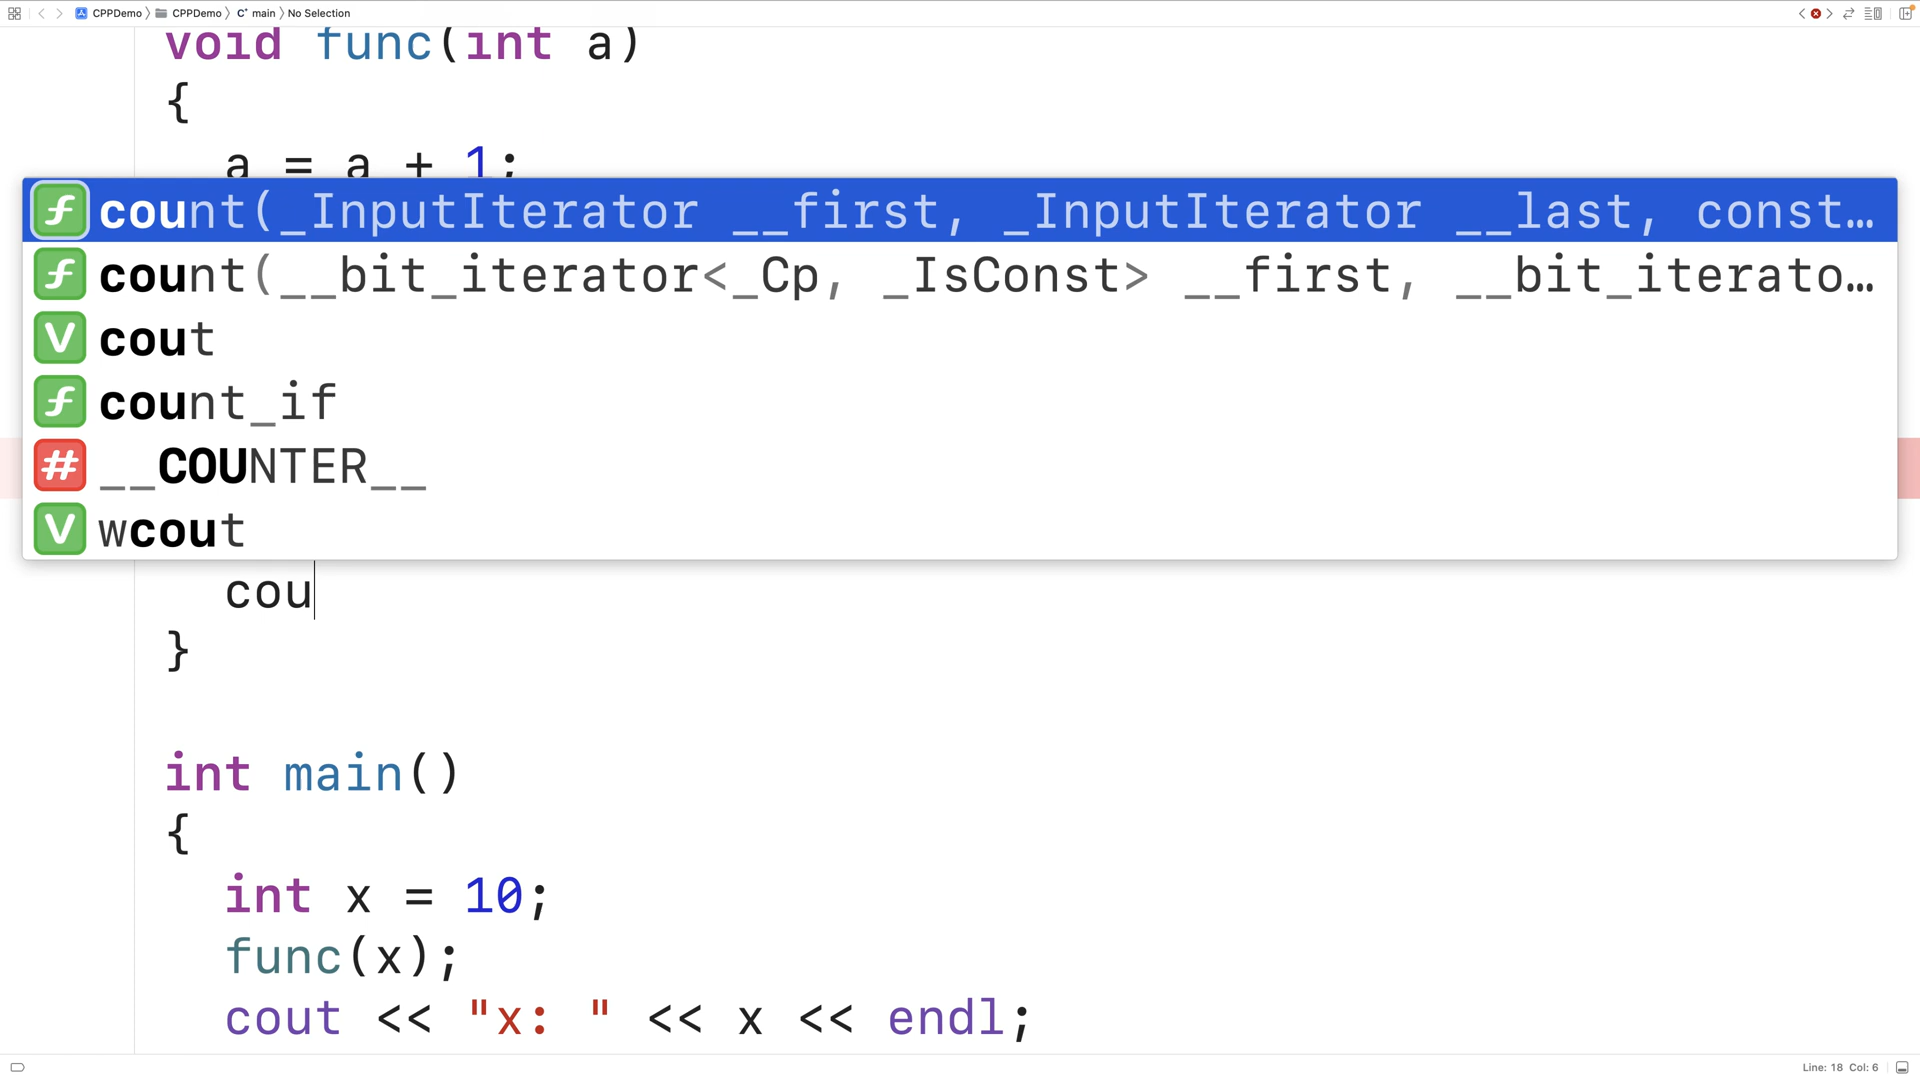 CPPDemo CPPDemo main No Selection
void func(int a)
{
a = a + 1;
count(_InputIterator __first, _InputIterator __last, const…
count(__bit_iterator<_Cp, _IsConst> __first, __bit_iterato…
cout
count_if
__COUNTER__
wcout
cou
}
int main()
{
int x = 10;
func(x);
cout << "x: " << x << endl;
Line: 18 Col: 6